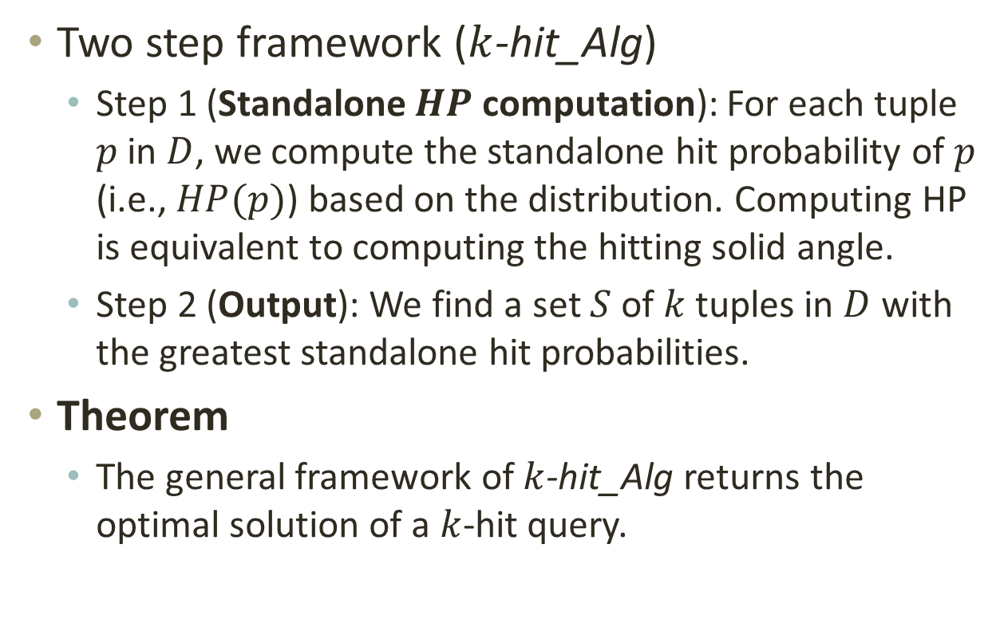 • Two step framework (k-hit_Alg)
• Step 1 (Standalone HP computation): For each tuple
p in D, we compute the standalone hit probability of p
(i.e., HP(p)) based on the distribution. Computing HP
is equivalent to computing the hitting solid angle.
• Step 2 (Output): We find a set S of k tuples in D with
the greatest standalone hit probabilities.
• Theorem
• The general framework of k-hit_Alg returns the
optimal solution of a k-hit query.